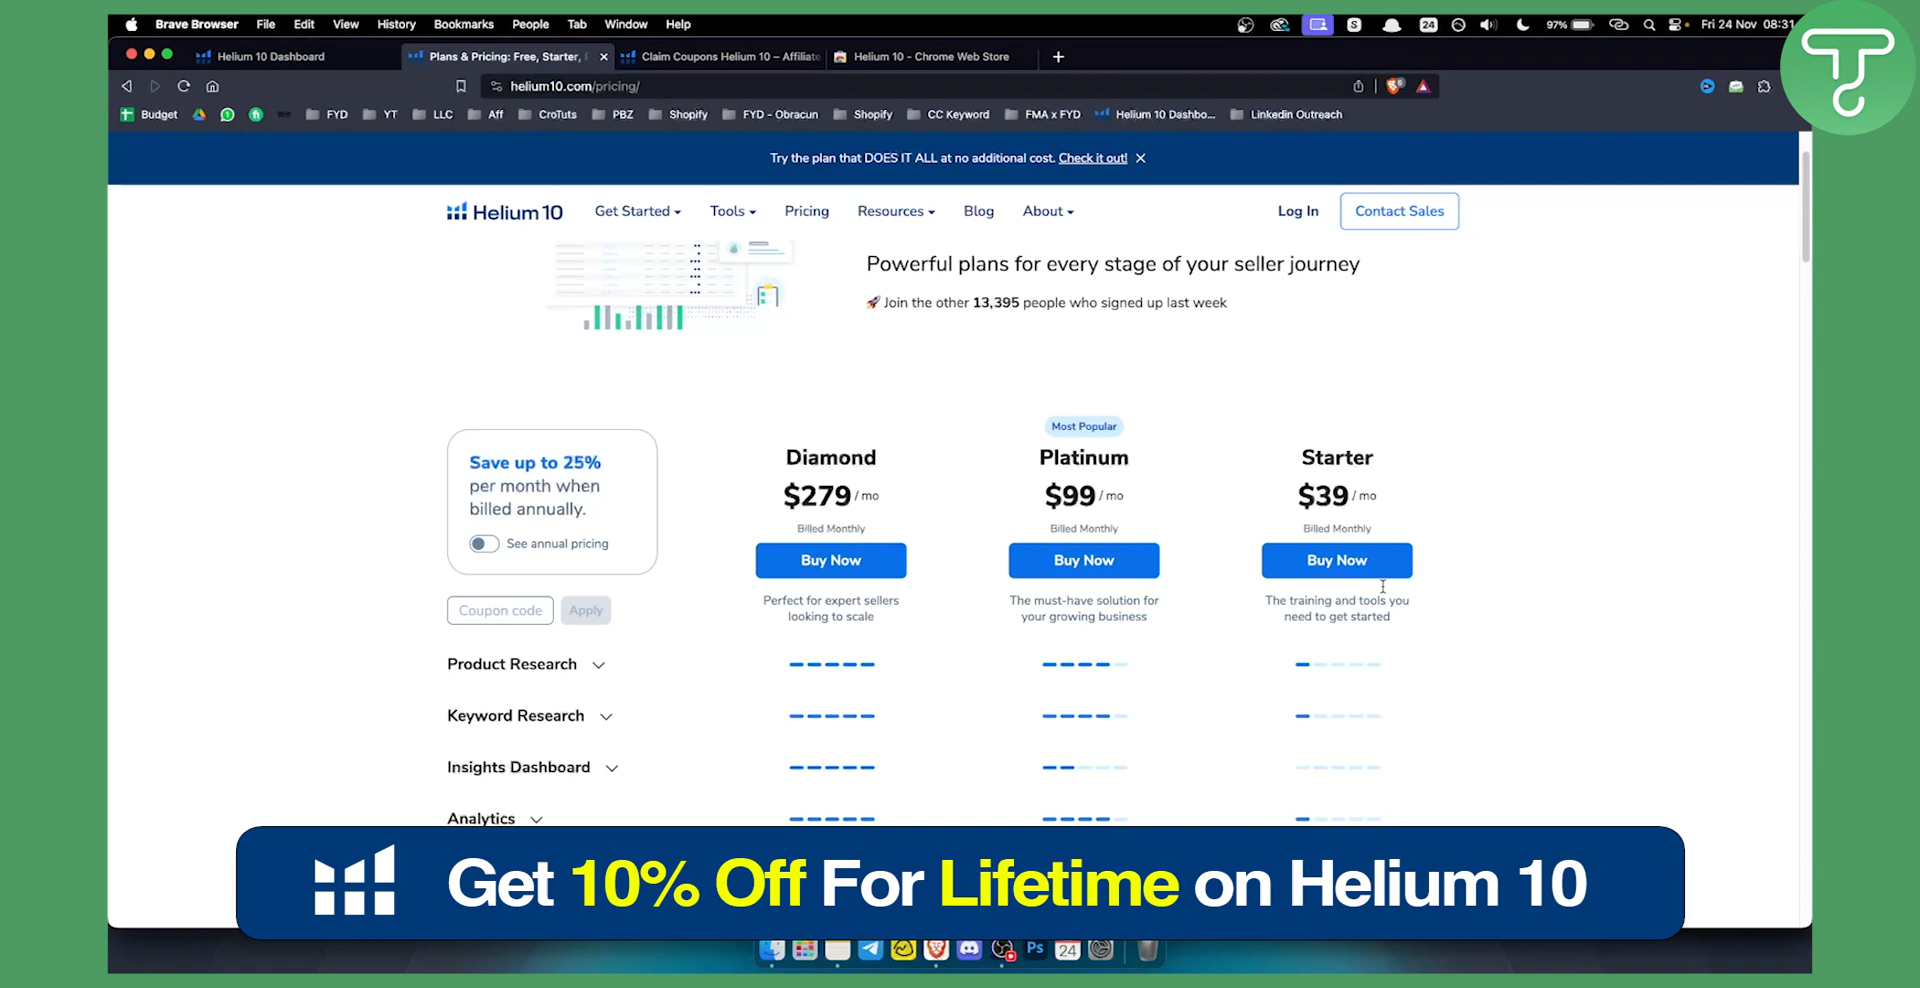 Brave Browser File Edit View History Bookmarks People Tab Window Help
S 24 97% Fri 24 Nov 08:31
Helium 10 Dashboard
Plans & Pricing: Free, Starter,
Claim Coupons Helium 10 – Affiliate
Helium 10 - Chrome Web Store
helium10.com/pricing/
Budget FYD YT LLC Aff CroTuts PBZ Shopify FYD - Obracun Shopify CC Keyword FMA x FYD Helium 10 Dashbo... Linkedin Outreach
Try the plan that DOES IT ALL at no additional cost. Check it out!
Helium 10 Get Started Tools Pricing Resources Blog About Log In Contact Sales
Powerful plans for every stage of your seller journey
🚀 Join the other 13,395 people who signed up last week
Save up to 25%
per month when
billed annually.
See annual pricing
Coupon code Apply
Diamond
$279 / mo
Billed Monthly
Buy Now
Perfect for expert sellers
looking to scale
Most Popular
Platinum
$99 / mo
Billed Monthly
Buy Now
The must-have solution for
your growing business
Starter
$39 / mo
Billed Monthly
Buy Now
The training and tools you
need to get started
Product Research
Keyword Research
Insights Dashboard
Analytics
Get 10% Off For Lifetime on Helium 10
Ps 24